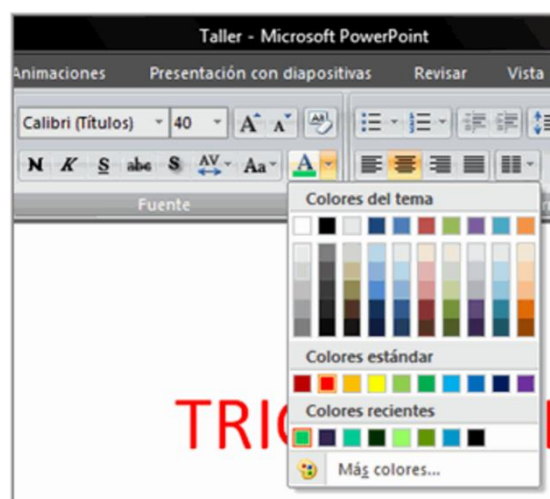 Taller - Microsoft PowerPoint
Animaciones Presentación con diapositivas Revisar Vista
Calibri (Títulos) 40 A A
N K S abc S AV Aa A
Fuente
Colores del tema
Colores estándar
Colores recientes
TRI
Más colores...